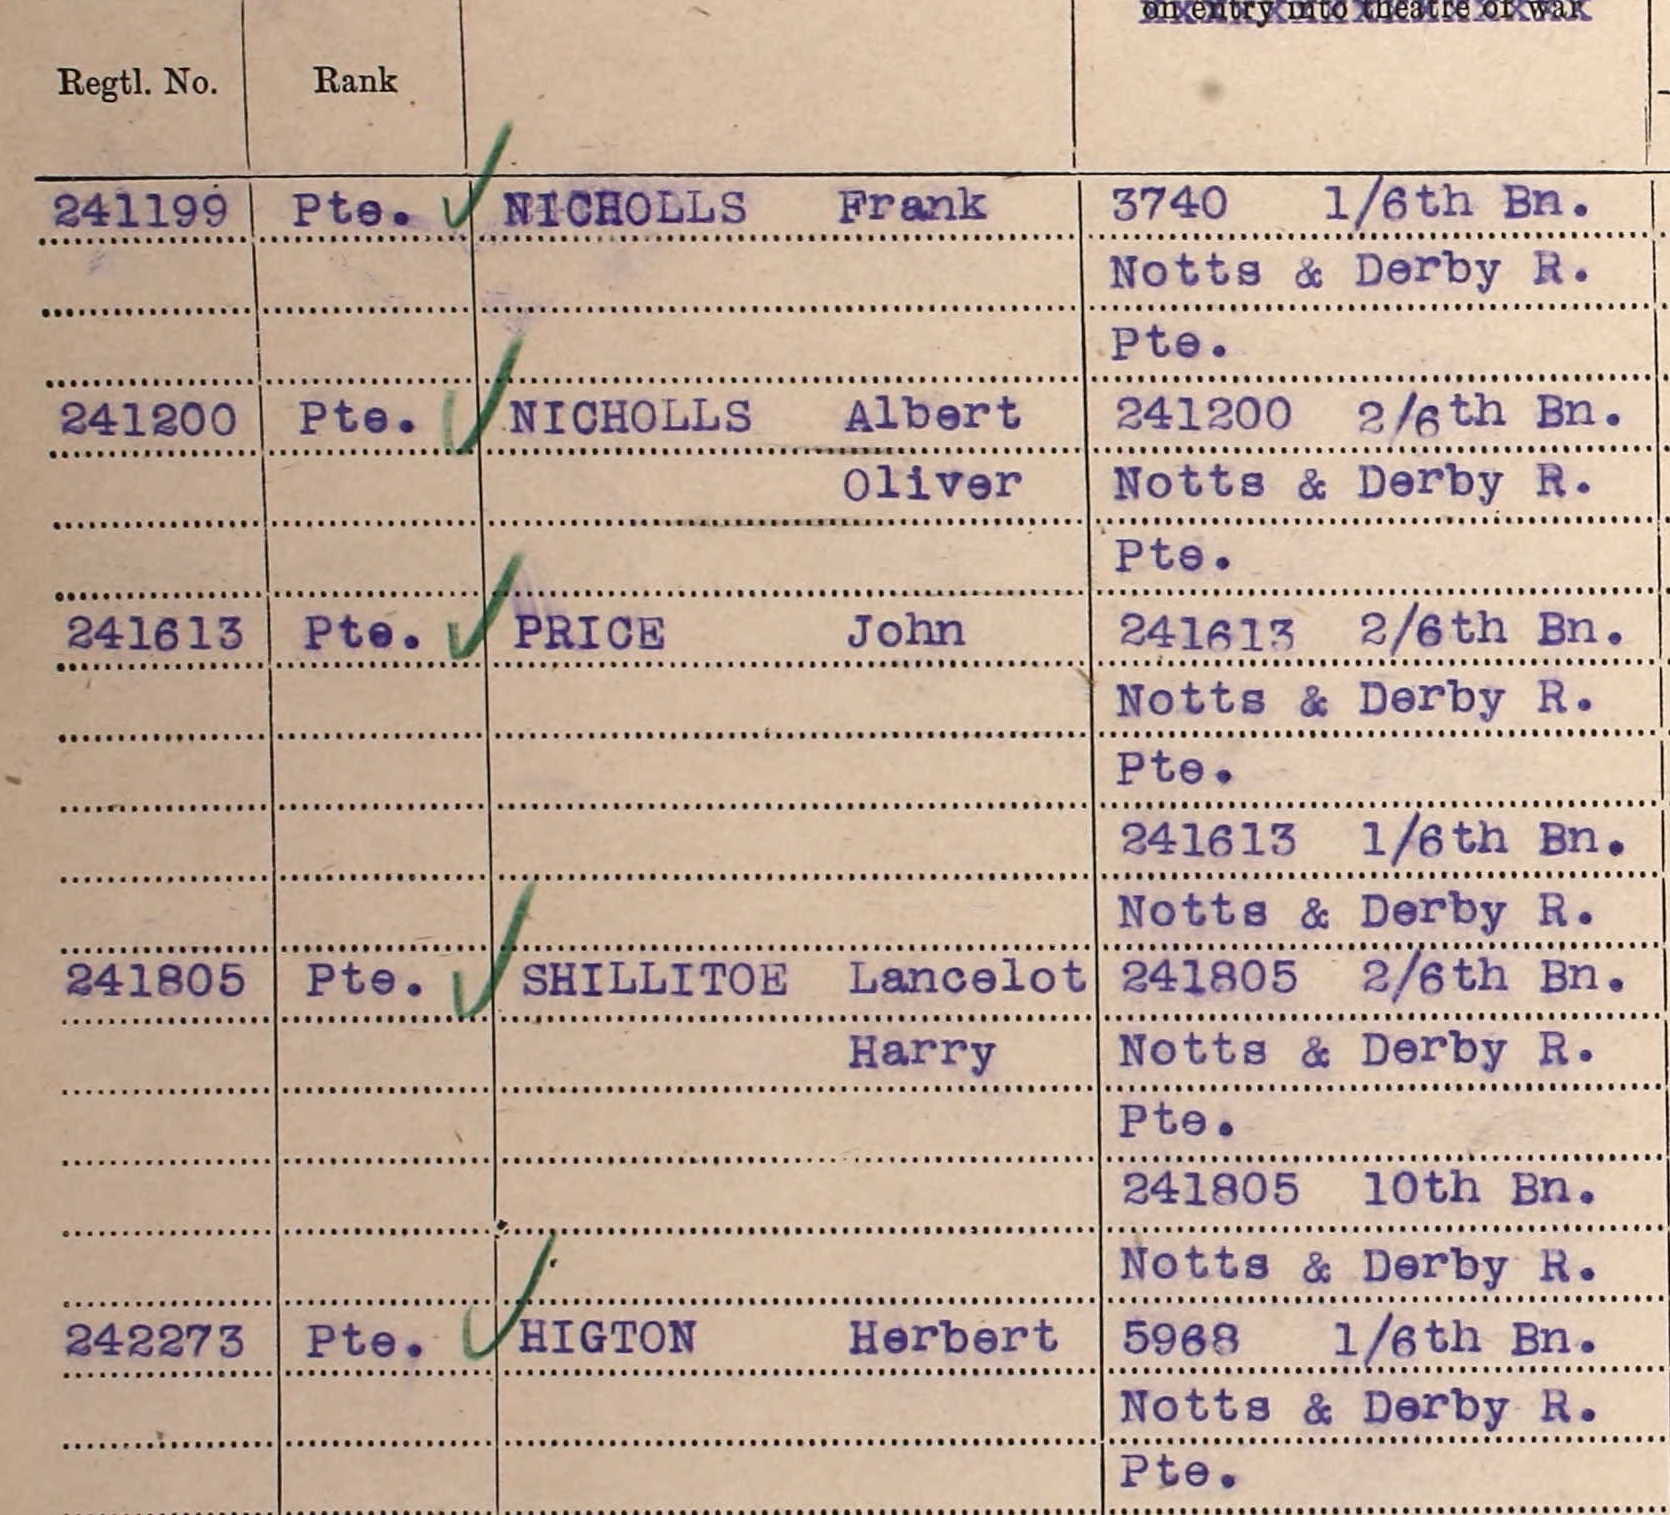 on entry into theatre of war
Regtl. No. Rank
241199 Pte. NICHOLLS Frank 3740 1/6th Bn.
Notts & Derby R.
Pte.
241200 Pte. NICHOLLS Albert 241200 2/6th Bn.
Oliver Notts & Derby R.
Pte.
241613 Pte. PRICE John 241613 2/6th Bn.
Notts & Derby R.
Pte.
241613 1/6th Bn.
Notts & Derby R.
241805 Pte. SHILLITOE Lancelot 241805 2/6th Bn.
Harry Notts & Derby R.
Pte.
241805 10th Bn.
Notts & Derby R.
242273 Pte. HIGTON Herbert 5968 1/6th Bn.
Notts & Derby R.
Pte.